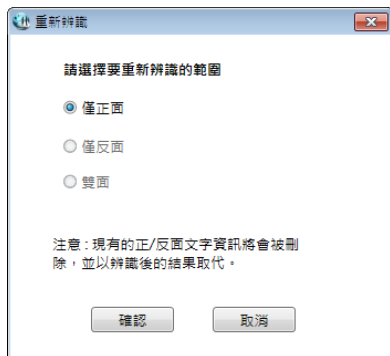 重新辨識
請選擇要重新辨識的範圍
僅正面
僅反面
雙面
注意:現有的正/反面文字資訊將會被刪
除,並以辨識後的結果取代。
確認
取消